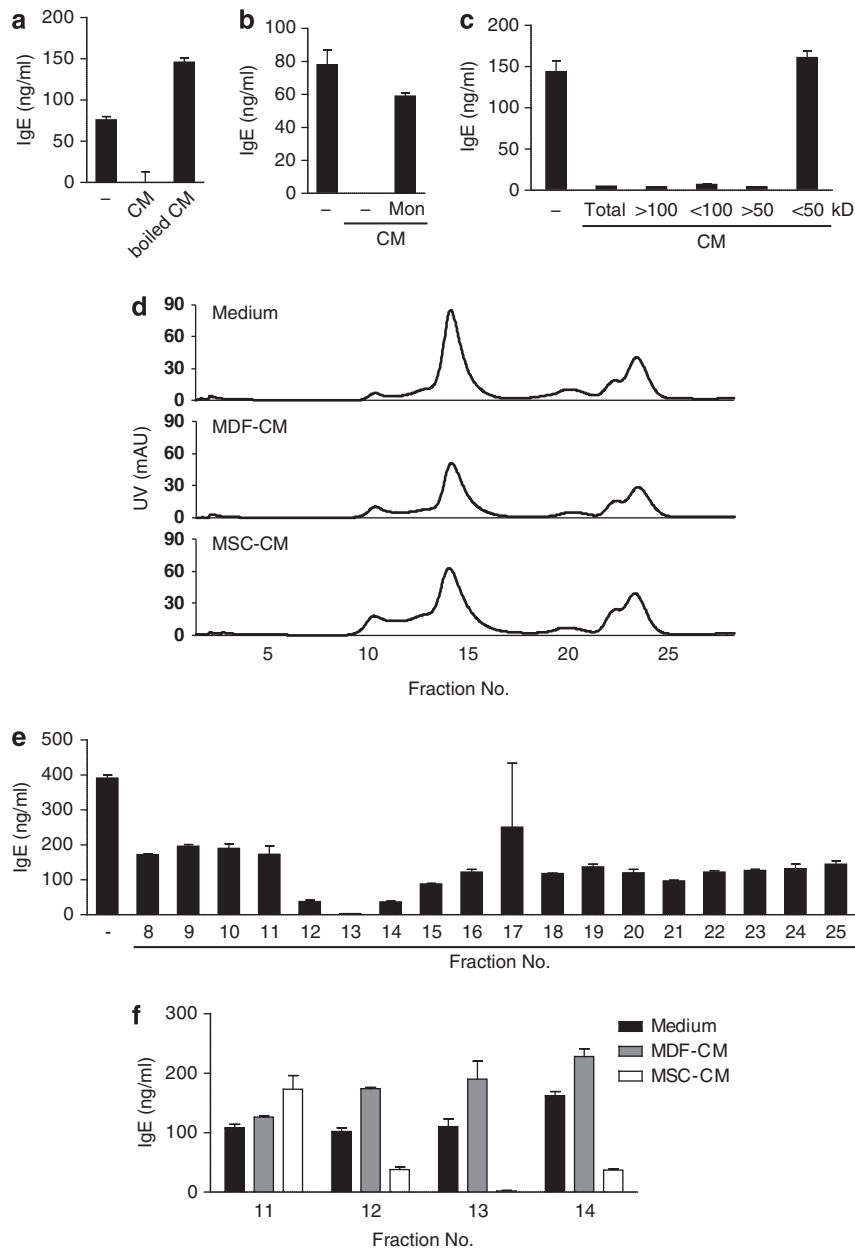 a
200
150
100
50
0
IgE (ng/ml)
–
CM
boiled CM
b
100
80
60
40
20
0
IgE (ng/ml)
– – Mon
CM
c
200
150
100
50
0
IgE (ng/ml)
– Total >100 <100 >50 <50 kD
CM
d
UV (mAU)
90
60
30
0
Medium
90
60
30
0
MDF-CM
90
60
30
0
MSC-CM
5 10 15 20 25
Fraction No.
e
500
400
300
200
100
0
IgE (ng/ml)
- 8 9 10 11 12 13 14 15 16 17 18 19 20 21 22 23 24 25
Fraction No.
f
300
200
100
0
IgE (ng/ml)
Medium
MDF-CM
MSC-CM
11 12 13 14
Fraction No.